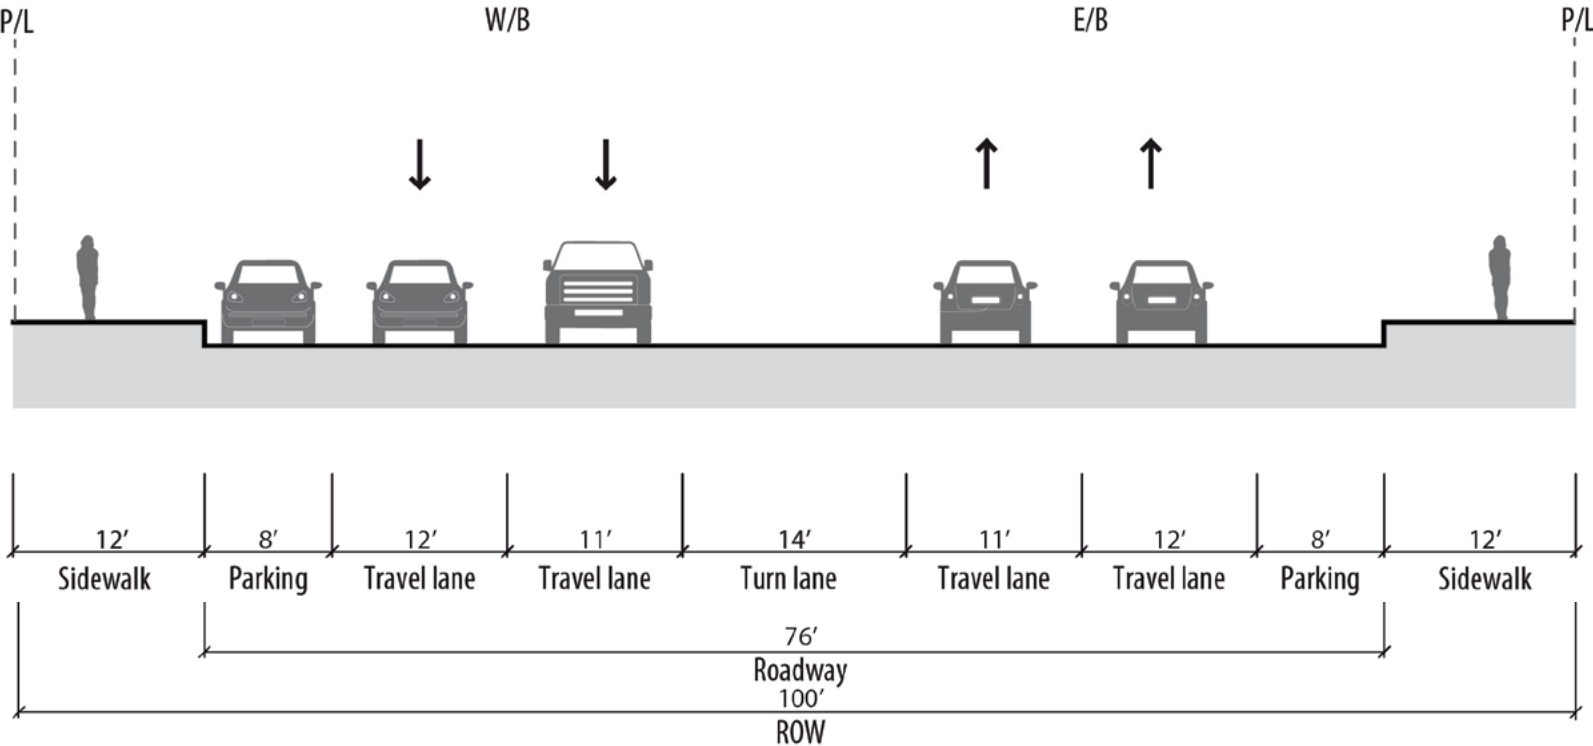 P/L W/B E/B P/L
12′ 8′ 12′ 11′ 14′ 11′ 12′ 8′ 12′
Sidewalk Parking Travel lane Travel lane Turn lane Travel lane Travel lane Parking Sidewalk
76′
Roadway
100′
ROW